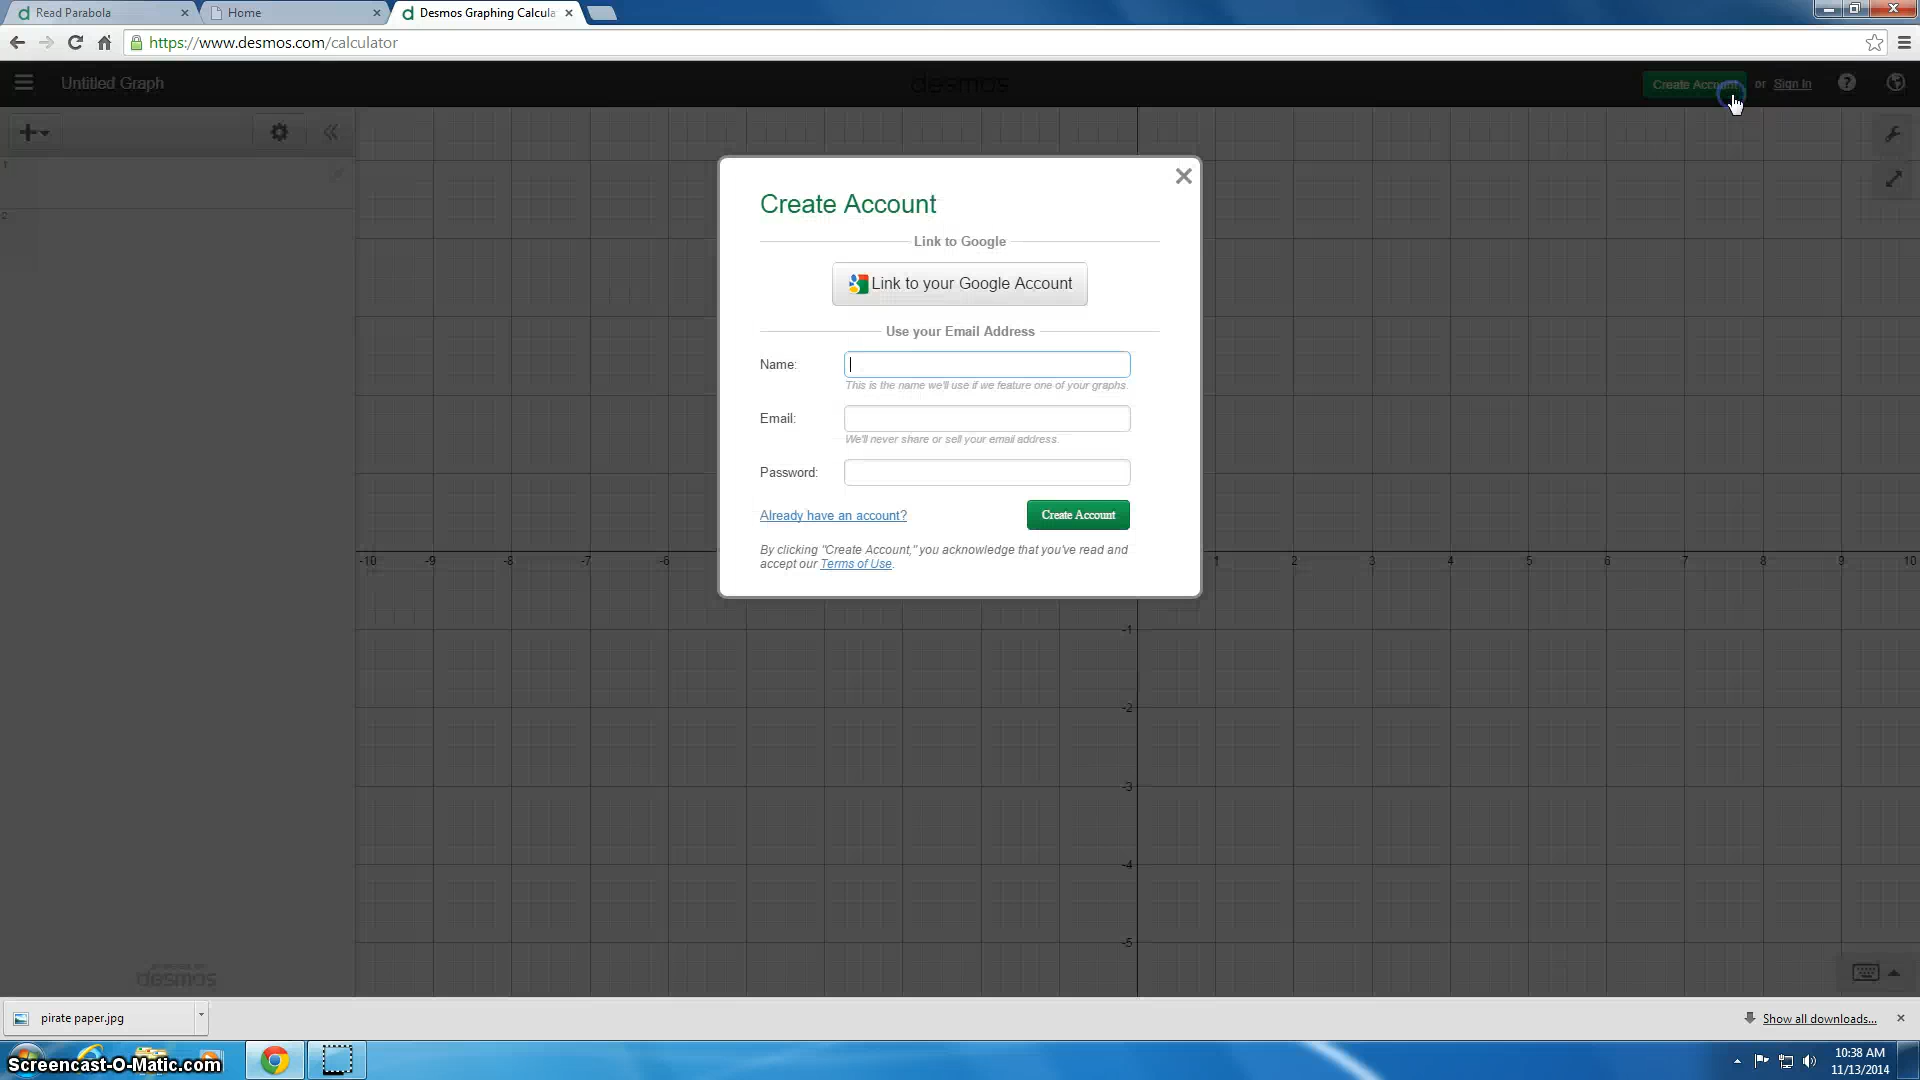 Read Parabola
Home
Desmos Graphing Calcula
https://www.desmos.com/calculator
Untitled Graph
desmos
Create Account or Sign In
1
2
Create Account
Link to Google
Link to your Google Account
Use your Email Address
Name:
This is the name we'll use if we feature one of your graphs.
Email:
We'll never share or sell your email address.
Password:
Already have an account?
Create Account
By clicking "Create Account," you acknowledge that you've read and
accept our Terms of Use.
-10 -9 -8 -7 -6 1 2 3 4 5 6 7 8 9 10
-1
-2
-3
-4
-5
desmos
pirate paper.jpg
Show all downloads...
Screencast-O-Matic.com
10:38 AM
11/13/2014